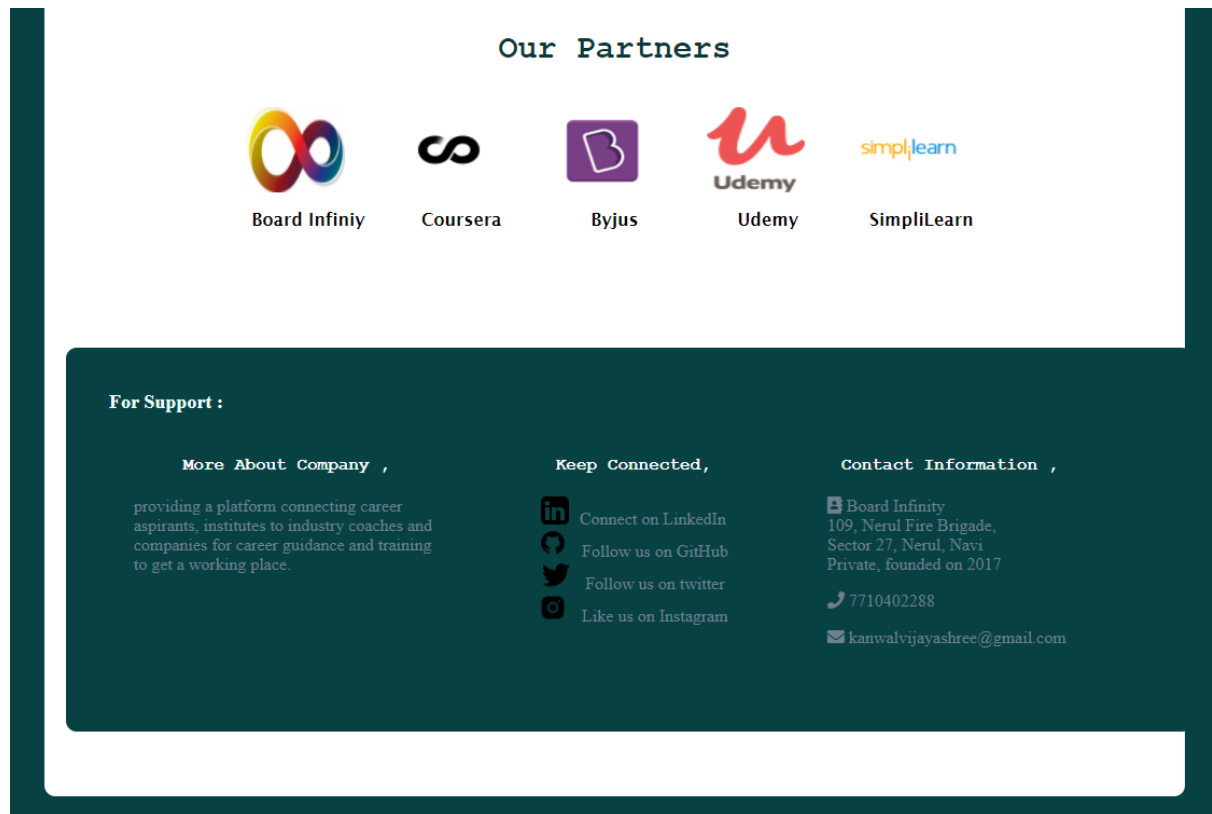 Our Partners
Udemy
simplilearn
Board Infiniy
Coursera
Byjus
Udemy
SimpliLearn
For Support :
More About Company ,
providing a platform connecting career
aspirants, institutes to industry coaches and
companies for career guidance and training
to get a working place.
Keep Connected,
in
Connect on LinkedIn
Follow us on GitHub
Follow us on twitter
Like us on Instagram
Contact Information ,
Board Infinity
109, Nerul Fire Brigade,
Sector 27, Nerul, Navi
Private, founded on 2017
7710402288
kanwalvijayashree@gmail.com